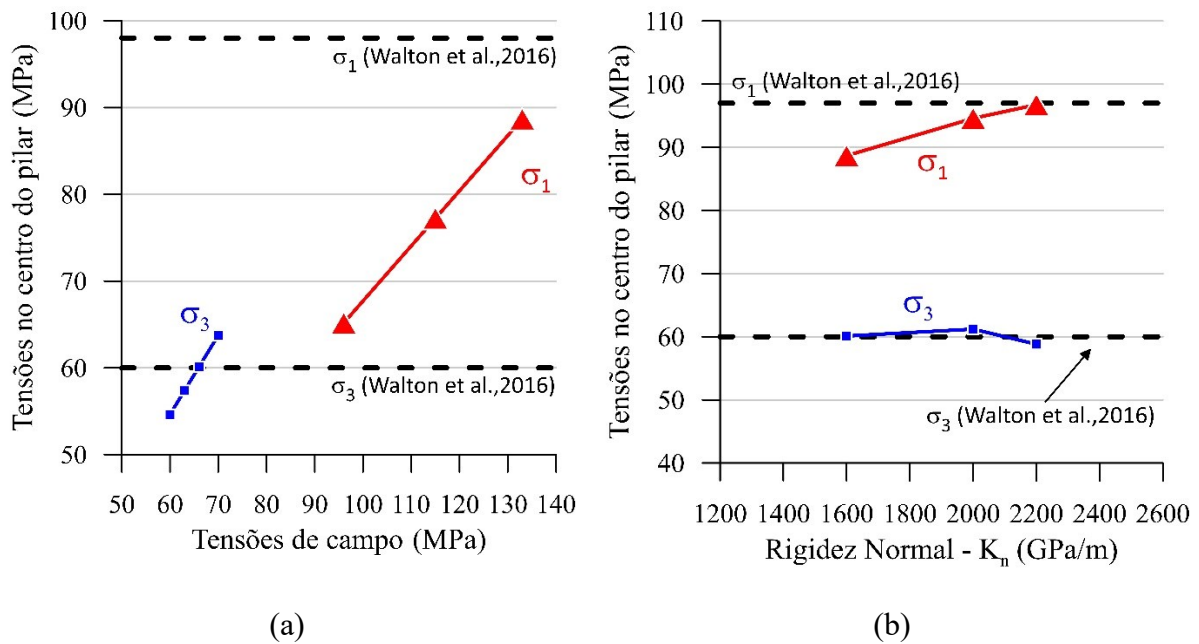 Tensões no centro do pilar (MPa)
100
90
80
70
60
50
σ1 (Walton et al.,2016)
σ1
σ3
σ3 (Walton et al.,2016)
50 60 70 80 90 100 110 120 130 140
Tensões de campo (MPa)
(a)
Tensões no centro do pilar (MPa)
110
100
90
80
70
60
50
40
σ1 (Walton et al.,2016)
σ1
σ3
σ3 (Walton et al.,2016)
1200 1400 1600 1800 2000 2200 2400 2600
Rigidez Normal - Kn (GPa/m)
(b)